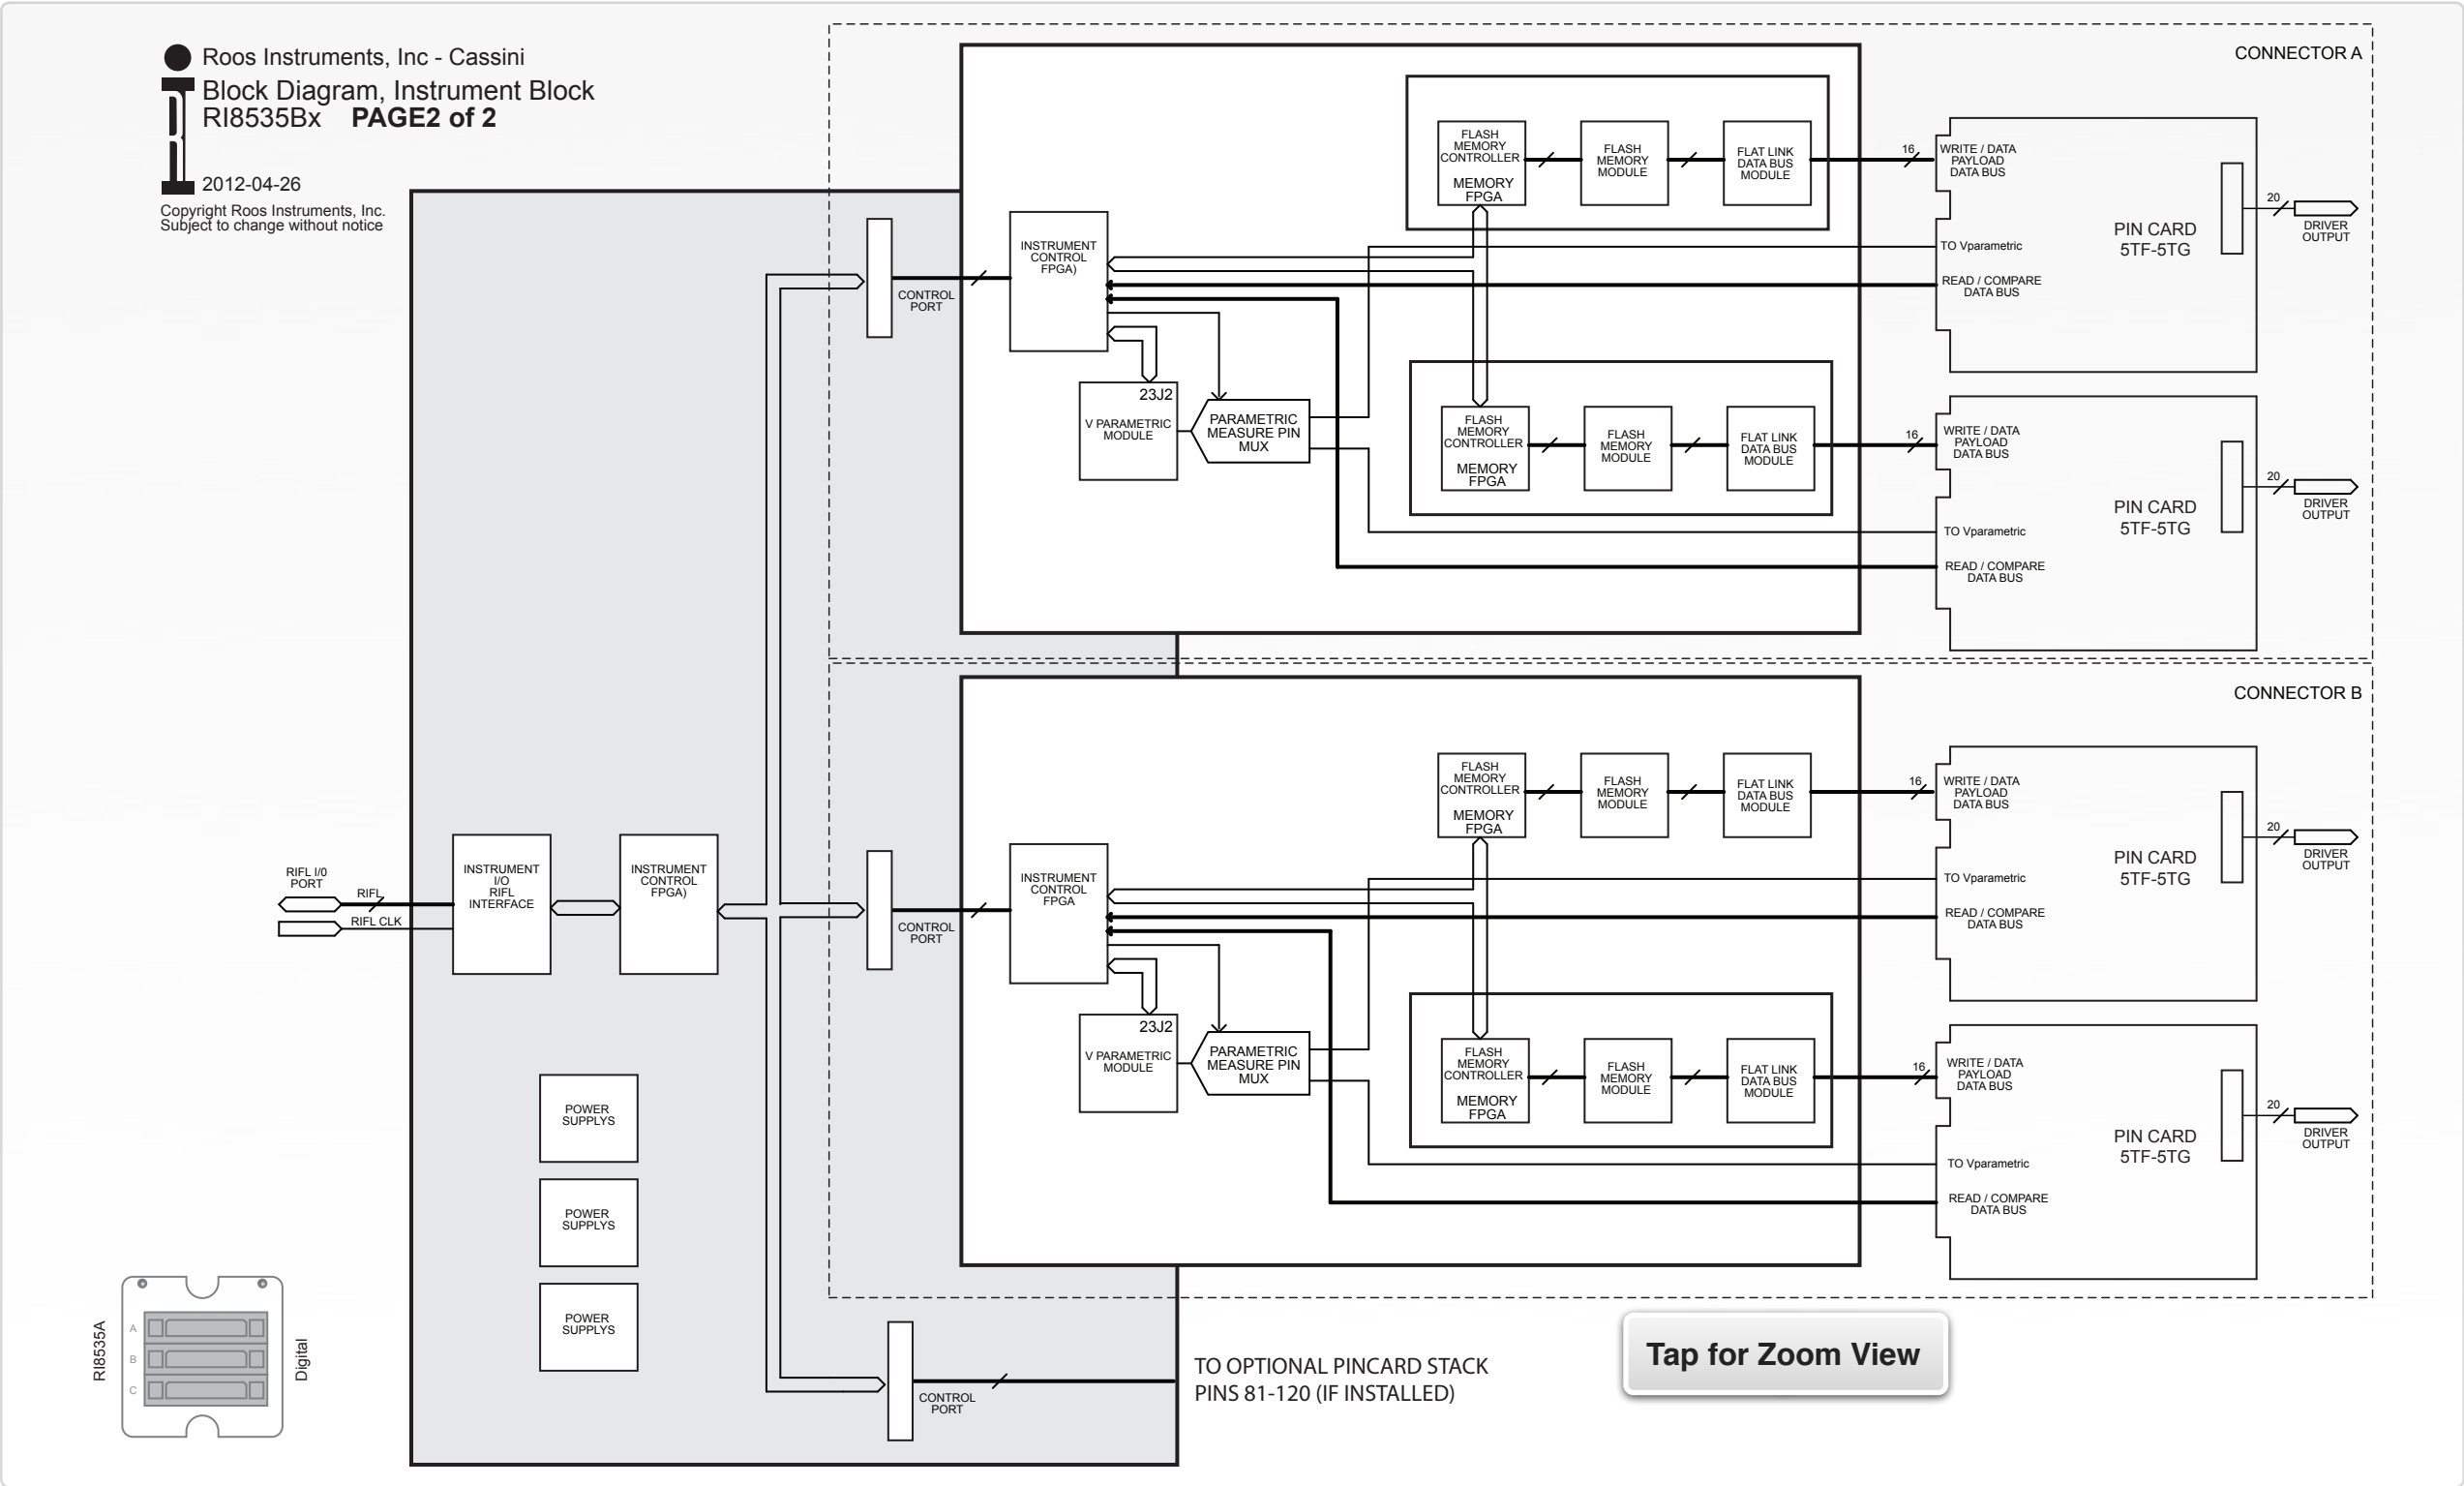 Roos Instruments, Inc - Cassini
Block Diagram, Instrument Block
RI8535Bx PAGE2 of 2
2012-04-26
Copyright Roos Instruments, Inc.
Subject to change without notice
CONNECTOR A
FLASH
MEMORY
CONTROLLER
MEMORY
FPGA
FLASH
MEMORY
MODULE
FLAT LINK
DATA BUS
MODULE
16
WRITE / DATA
PAYLOAD
DATA BUS
TO Vparametric
READ / COMPARE
DATA BUS
PIN CARD
5TF-5TG
20
DRIVER
OUTPUT
INSTRUMENT
CONTROL
FPGA)
CONTROL
PORT
23J2
V PARAMETRIC
MODULE
PARAMETRIC
MEASURE PIN
MUX
FLASH
MEMORY
CONTROLLER
MEMORY
FPGA
FLASH
MEMORY
MODULE
FLAT LINK
DATA BUS
MODULE
16
WRITE / DATA
PAYLOAD
DATA BUS
TO Vparametric
READ / COMPARE
DATA BUS
PIN CARD
5TF-5TG
20
DRIVER
OUTPUT
CONNECTOR B
FLASH
MEMORY
CONTROLLER
MEMORY
FPGA
FLASH
MEMORY
MODULE
FLAT LINK
DATA BUS
MODULE
16
WRITE / DATA
PAYLOAD
DATA BUS
TO Vparametric
READ / COMPARE
DATA BUS
PIN CARD
5TF-5TG
20
DRIVER
OUTPUT
RIFL I/0
PORT
RIFL
RIFL CLK
INSTRUMENT
I/O
RIFL
INTERFACE
INSTRUMENT
CONTROL
FPGA)
CONTROL
PORT
INSTRUMENT
CONTROL
FPGA
23J2
V PARAMETRIC
MODULE
PARAMETRIC
MEASURE PIN
MUX
FLASH
MEMORY
CONTROLLER
MEMORY
FPGA
FLASH
MEMORY
MODULE
FLAT LINK
DATA BUS
MODULE
16
WRITE / DATA
PAYLOAD
DATA BUS
TO Vparametric
READ / COMPARE
DATA BUS
PIN CARD
5TF-5TG
20
DRIVER
OUTPUT
POWER
SUPPLYS
POWER
SUPPLYS
POWER
SUPPLYS
RI8535A
A
B
C
Digital
CONTROL
PORT
TO OPTIONAL PINCARD STACK
PINS 81-120 (IF INSTALLED)
Tap for Zoom View